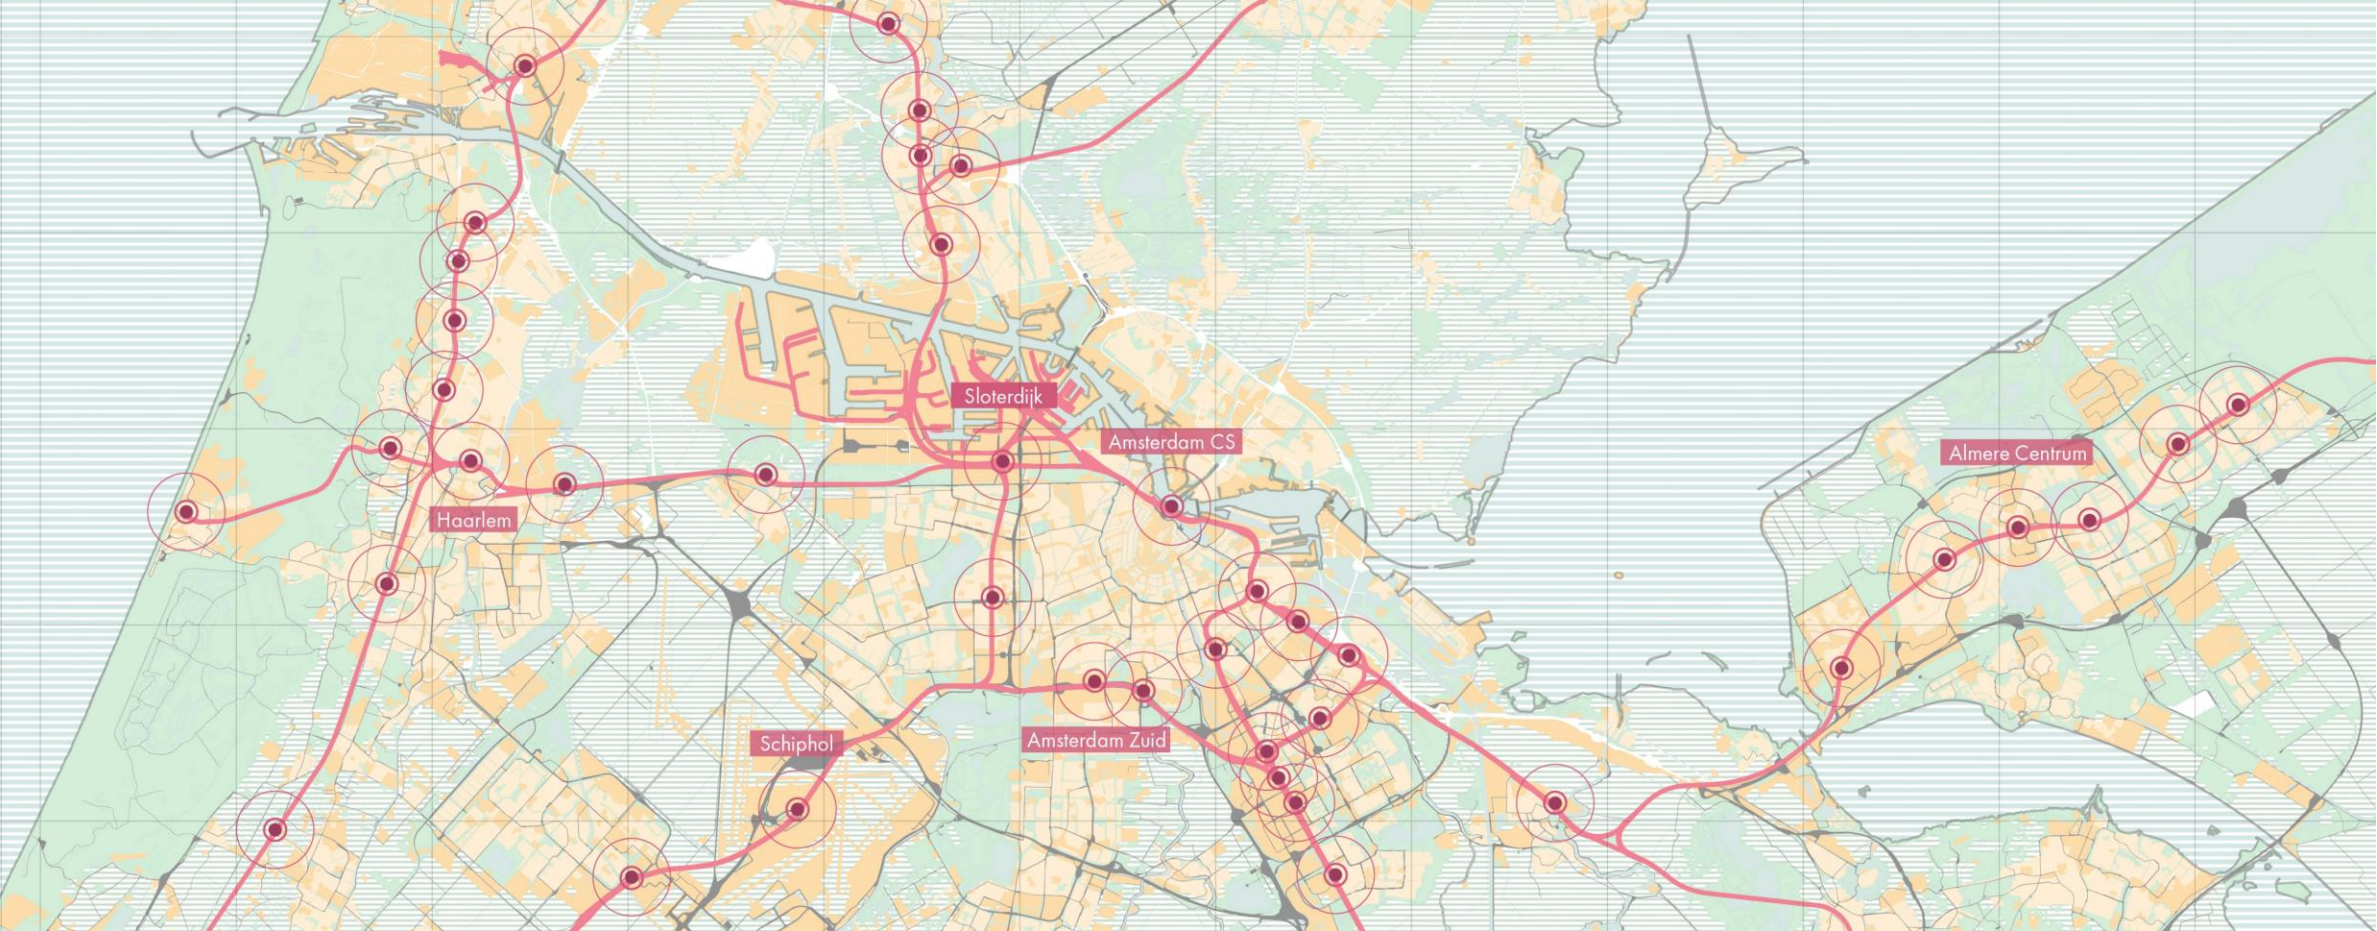 Sloterdijk
Amsterdam CS
Almere Centrum
Haarlem
Schiphol
Amsterdam Zuid